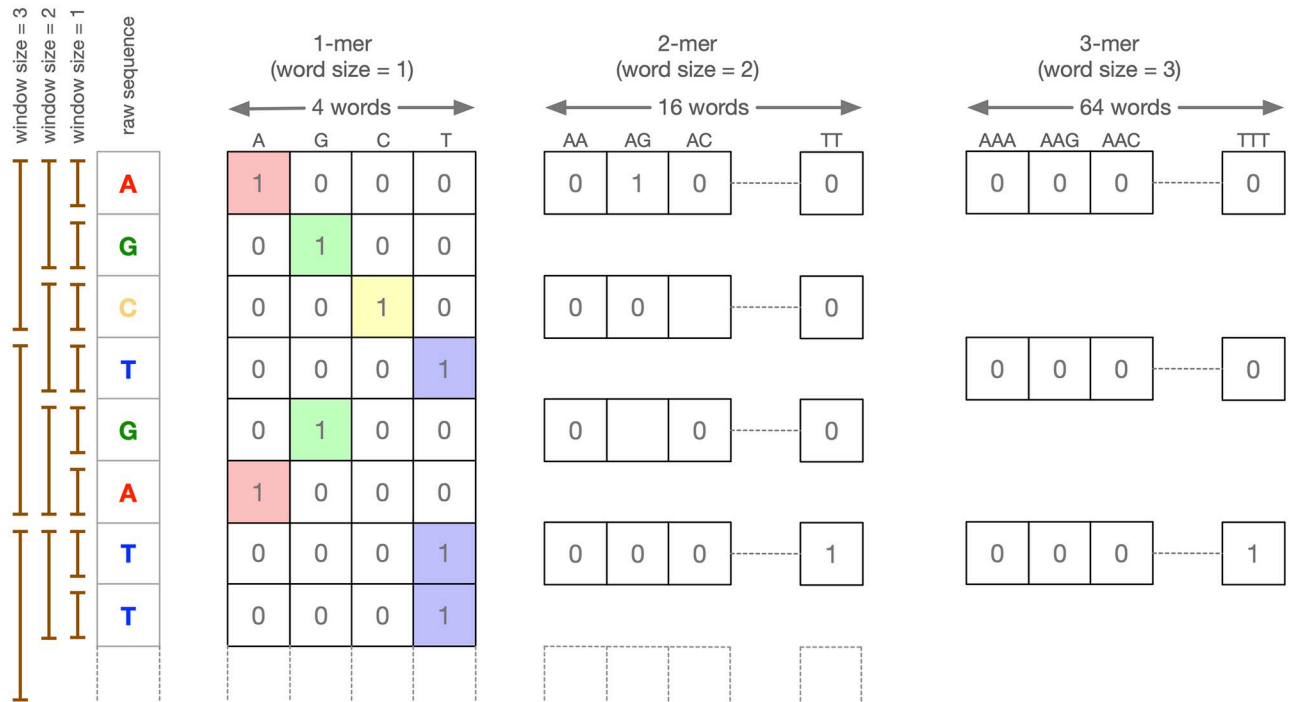 window size = 3
window size = 2
window size = 1
raw sequence
1-mer
(word size = 1)
2-mer
(word size = 2)
3-mer
(word size = 3)
4 words
16 words
64 words
A G C T
AA AG AC TT
AAA AAG AAC TTT
A 1 0 0 0 0 1 0 0 0 0 0 0
G 0 1 0 0
C 0 0 1 0 0 0 0
T 0 0 0 1 0 0 0 0
G 0 1 0 0 0 0 0
A 1 0 0 0
T 0 0 0 1 0 0 0 1 0 0 0 1
T 0 0 0 1